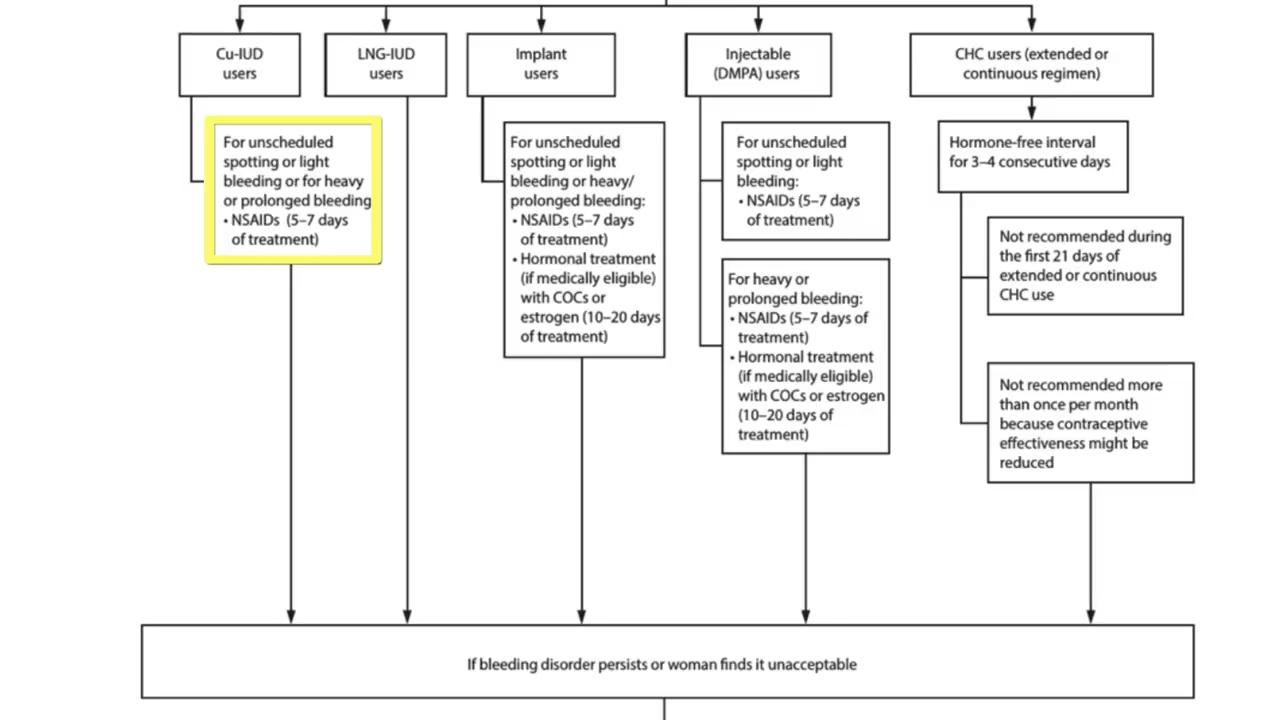 Cu-IUD
users
LNG-IUD
users
Implant
users
Injectable
(DMPA) users
CHC users (extended or
continuous regimen)
For unscheduled
spotting or light
bleeding or for heavy
or prolonged bleeding
• NSAIDs (5–7 days
of treatment)
For unscheduled
spotting or light
bleeding or heavy/
prolonged bleeding:
• NSAIDs (5–7 days
of treatment)
• Hormonal treatment
(if medically eligible)
with COCs or
estrogen (10–20 days
of treatment)
For unscheduled
spotting or light
bleeding:
• NSAIDs (5–7 days
of treatment)
For heavy or
prolonged bleeding:
• NSAIDs (5–7 days of
treatment)
• Hormonal treatment
(if medically eligible)
with COCs or estrogen
(10–20 days of
treatment)
Hormone-free interval
for 3–4 consecutive days
Not recommended during
the first 21 days of
extended or continuous
CHC use
Not recommended more
than once per month
because contraceptive
effectiveness might be
reduced
If bleeding disorder persists or woman finds it unacceptable